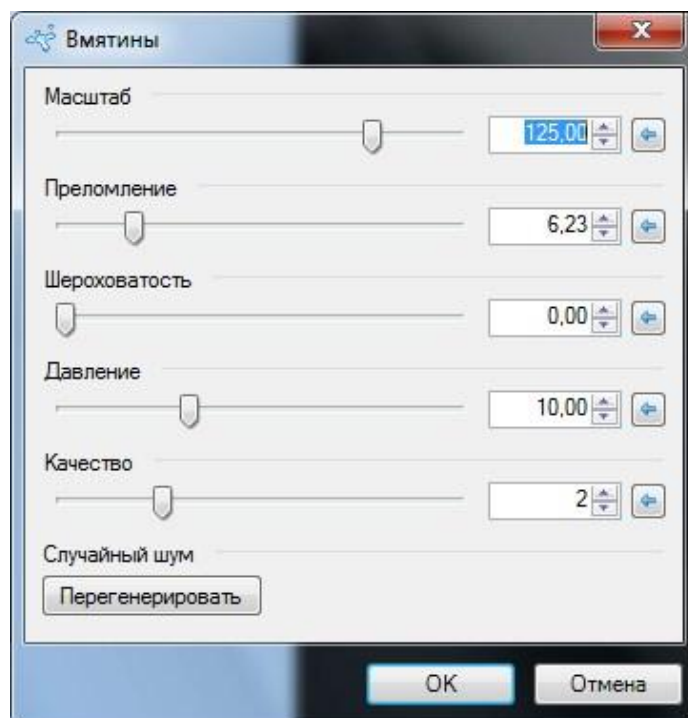 Вмятины
Масштаб
125,00
Преломление
6,23
Шероховатость
0,00
Давление
10,00
Качество
2
Случайный шум
Перегенерировать
OK Отмена